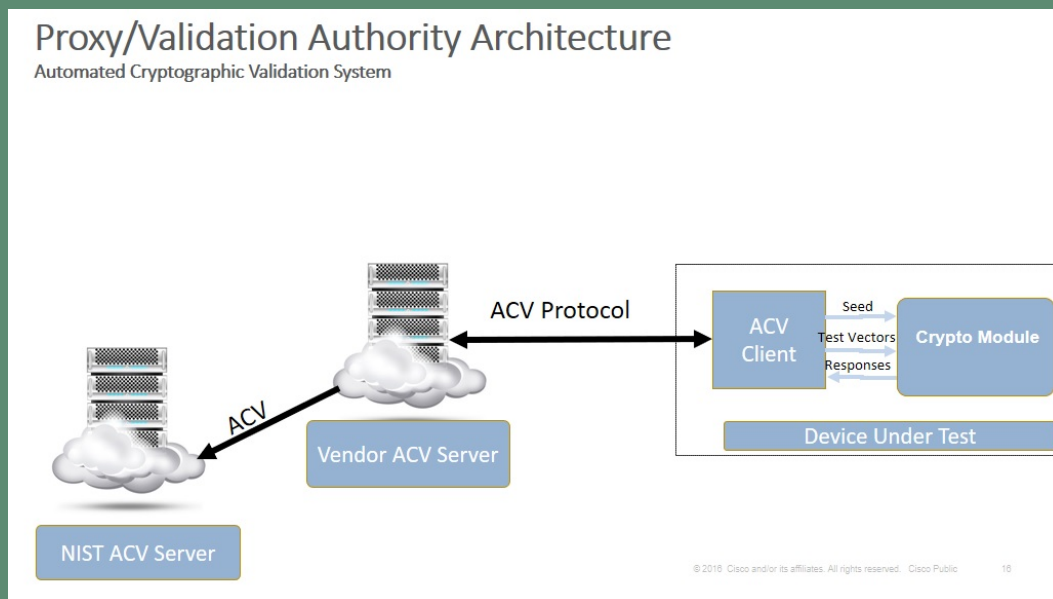 Proxy/Validation Authority Architecture
Automated Cryptographic Validation System
ACV Protocol
ACV
Client
Seed
Test Vectors
Responses
Crypto Module
Device Under Test
ACV
Vendor ACV Server
NIST ACV Server
© 2016 Cisco and/or its affiliates. All rights reserved. Cisco Public 16